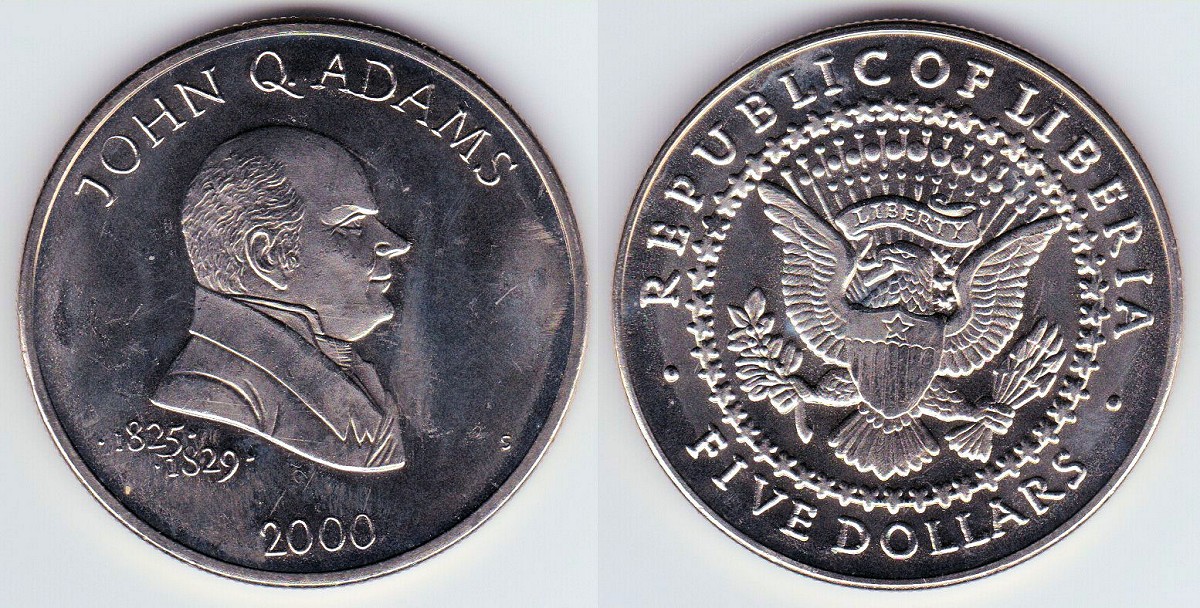 JOHN Q. ADAMS
·1825·
·1829·
S
2000
REPUBLIC OF LIBERIA
LIBERTY
· FIVE DOLLARS ·